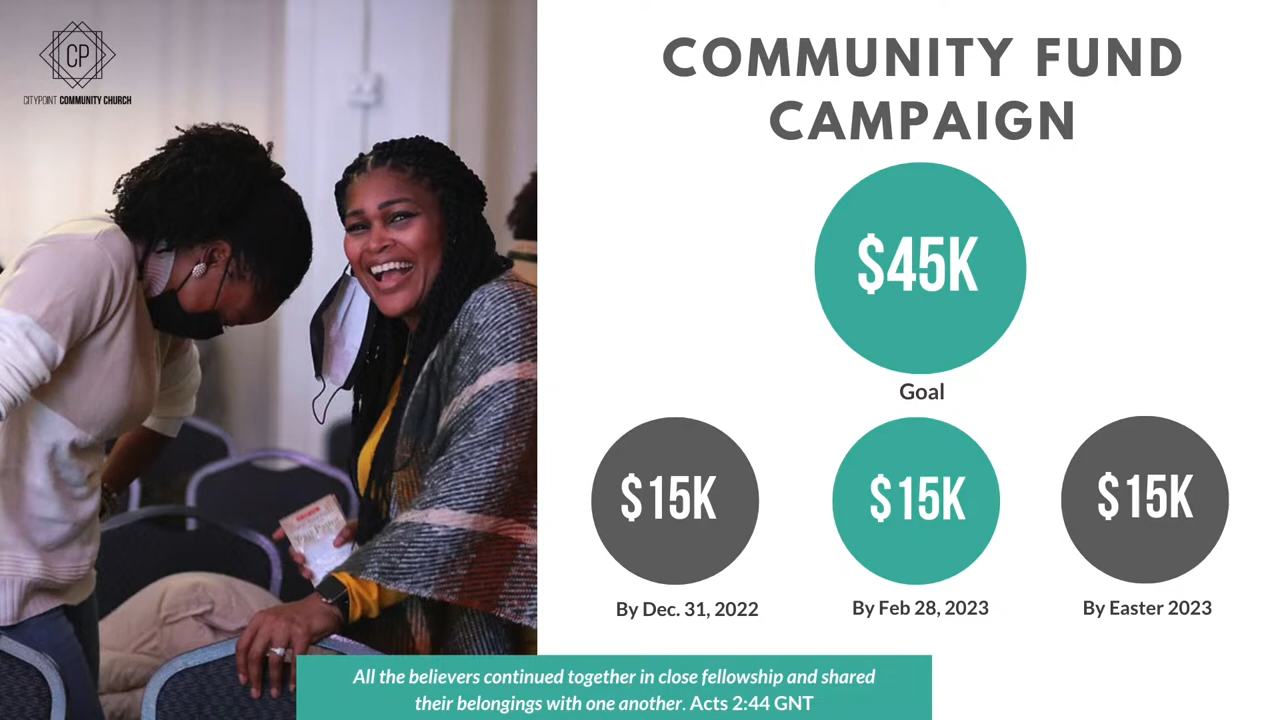 CP
CITYPOINT COMMUNITY CHURCH
COMMUNITY FUND
CAMPAIGN
$45K
Goal
$15K
$15K
$15K
By Dec. 31, 2022
By Feb 28, 2023
By Easter 2023
All the believers continued together in close fellowship and shared
their belongings with one another. Acts 2:44 GNT